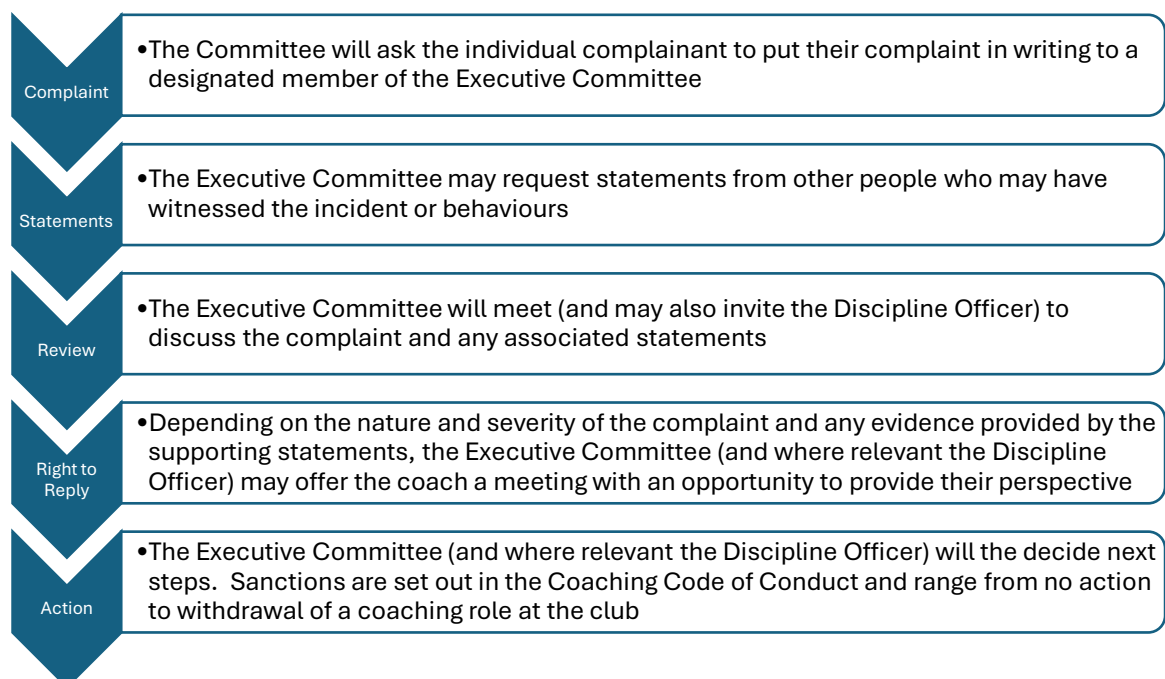 Complaint
•The Committee will ask the individual complainant to put their complaint in writing to a
designated member of the Executive Committee
Statements
•The Executive Committee may request statements from other people who may have
witnessed the incident or behaviours
Review
•The Executive Committee will meet (and may also invite the Discipline Officer) to
discuss the complaint and any associated statements
Right to
Reply
•Depending on the nature and severity of the complaint and any evidence provided by the
supporting statements, the Executive Committee (and where relevant the Discipline
Officer) may offer the coach a meeting with an opportunity to provide their perspective
Action
•The Executive Committee (and where relevant the Discipline Officer) will the decide next
steps.  Sanctions are set out in the Coaching Code of Conduct and range from no action
to withdrawal of a coaching role at the club